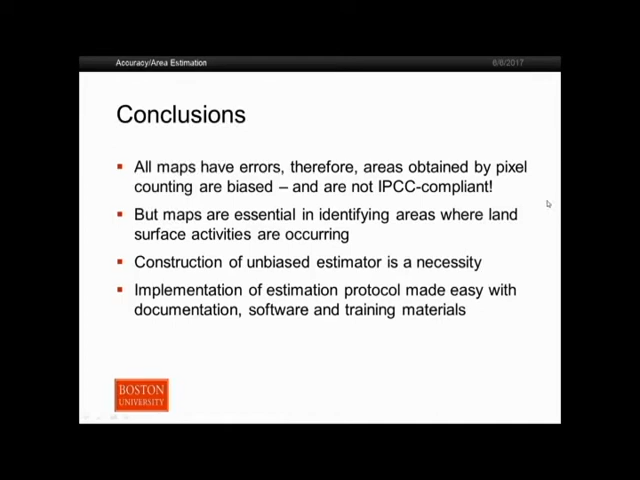 Accuracy/Area Estimation
6/6/2017
Conclusions
All maps have errors, therefore, areas obtained by pixel
counting are biased – and are not IPCC-compliant!
But maps are essential in identifying areas where land
surface activities are occurring
Construction of unbiased estimator is a necessity
Implementation of estimation protocol made easy with
documentation, software and training materials
BOSTON
UNIVERSITY